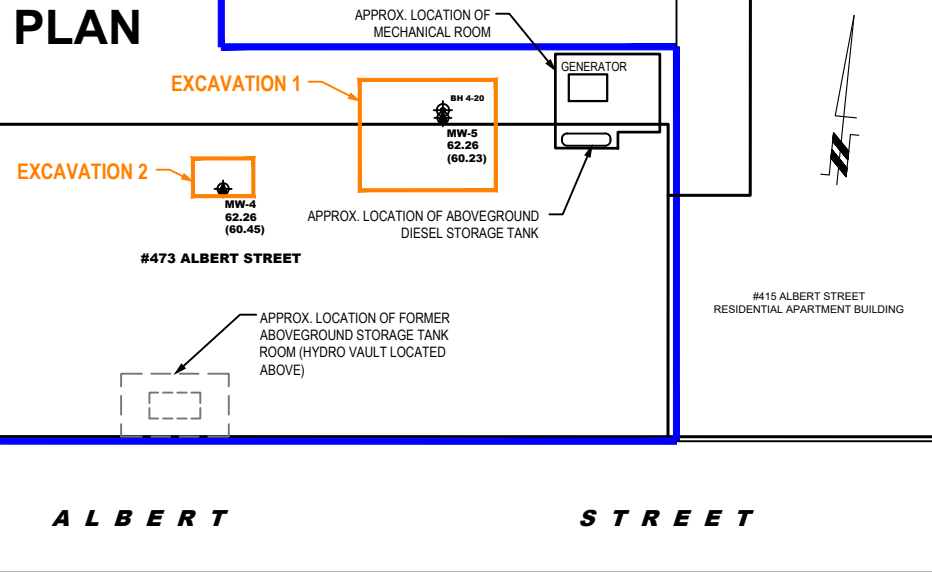 PLAN
APPROX. LOCATION OF
MECHANICAL ROOM
GENERATOR
EXCAVATION 1
BH 4-20
MW-5
62.26
(60.23)
EXCAVATION 2
MW-4
62.26
(60.45)
APPROX. LOCATION OF ABOVEGROUND
DIESEL STORAGE TANK
#473 ALBERT STREET
#415 ALBERT STREET
RESIDENTIAL APARTMENT BUILDING
APPROX. LOCATION OF FORMER
ABOVEGROUND STORAGE TANK
ROOM (HYDRO VAULT LOCATED
ABOVE)
ALBERT STREET